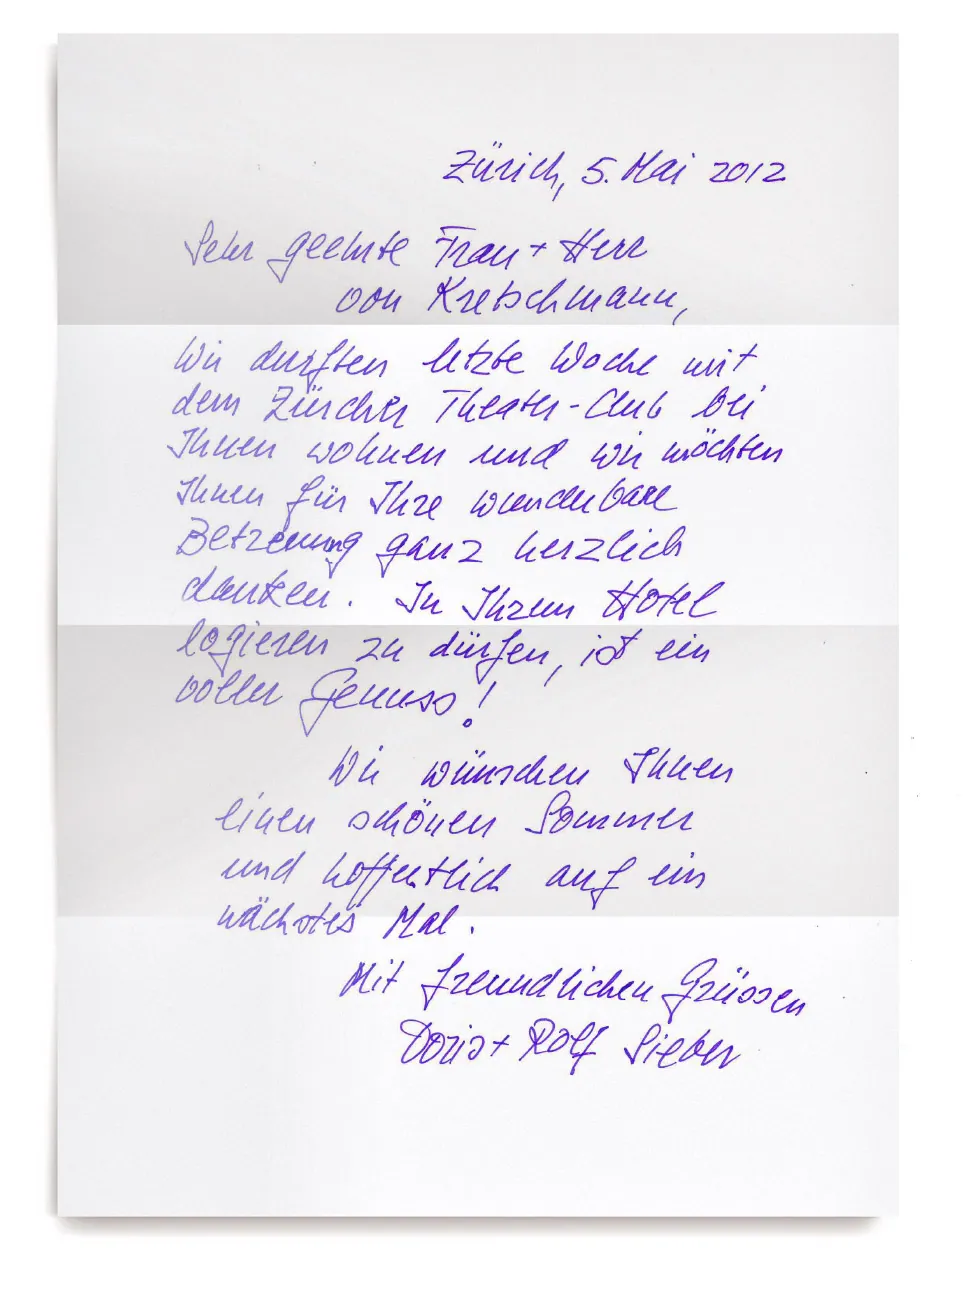 Zürich, 5. Mai 2012
Sehr geehrte Frau + Herr
von Kretschmann,
Wir durften letzte Woche mit
dem Zürcher Theater-Club bei
Ihnen wohnen und wir möchten
Ihnen für Ihre wunderbare
Betreuung ganz herzlich
danken. In Ihrem Hotel
logieren zu dürfen, ist ein
voller Genuss!
Wir wünschen Ihnen
einen schönen Sommer
und hoffentlich auf ein
nächstes Mal.
Mit freundlichen Grüssen
Doris + Rolf Sieber